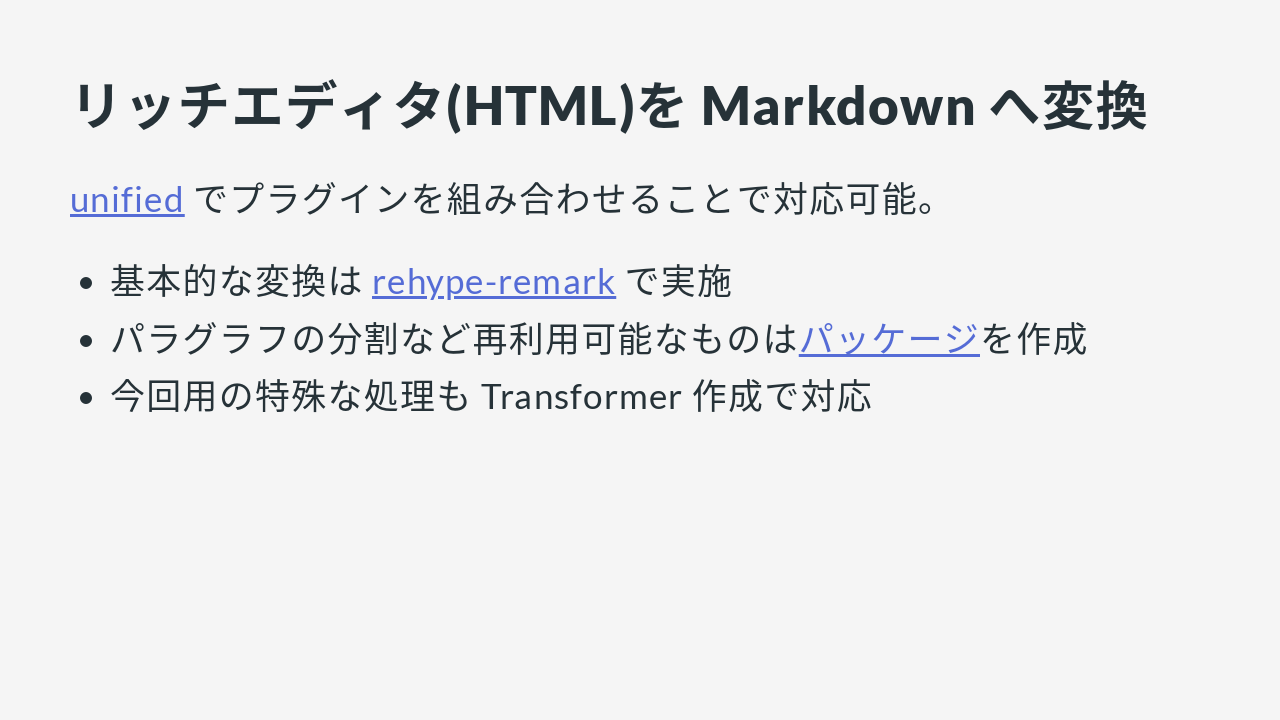 リッチエディタ(HTML)を Markdown へ変換
unified でプラグインを組み合わせることで対応可能。
基本的な変換は rehype-remark で実施
パラグラフの分割など再利用可能なものはパッケージを作成
今回用の特殊な処理も Transformer 作成で対応